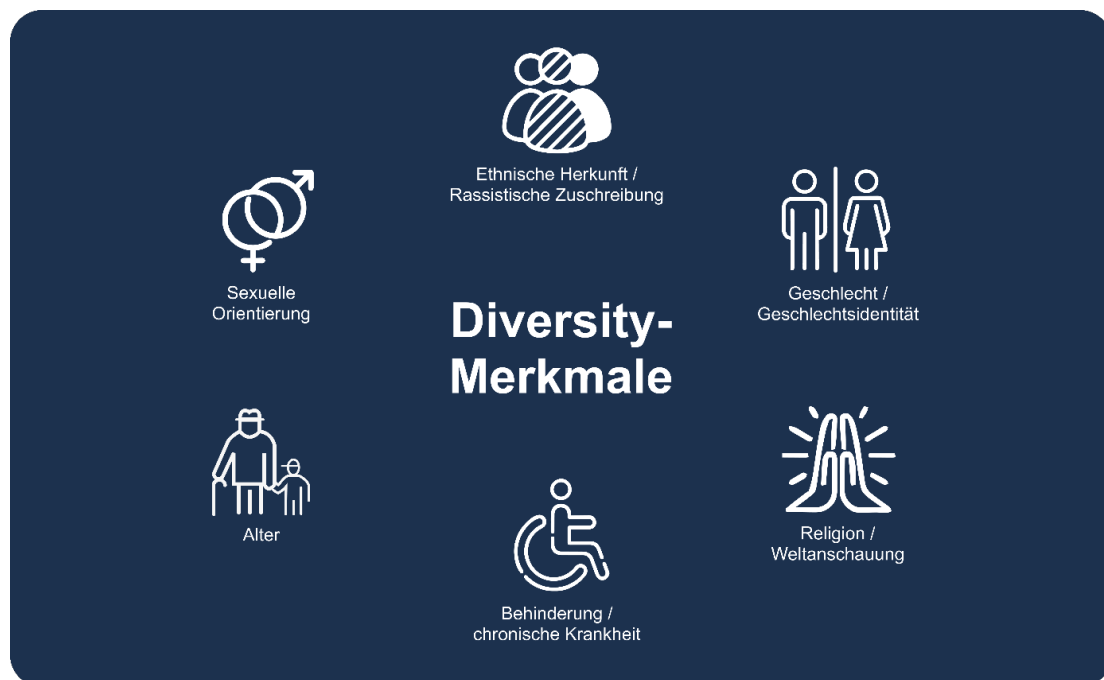 Ethnische Herkunft /
Rassistische Zuschreibung
Sexuelle
Orientierung
Geschlecht /
Geschlechtsidentität
Diversity-
Merkmale
Alter
Religion /
Weltanschauung
Behinderung /
chronische Krankheit